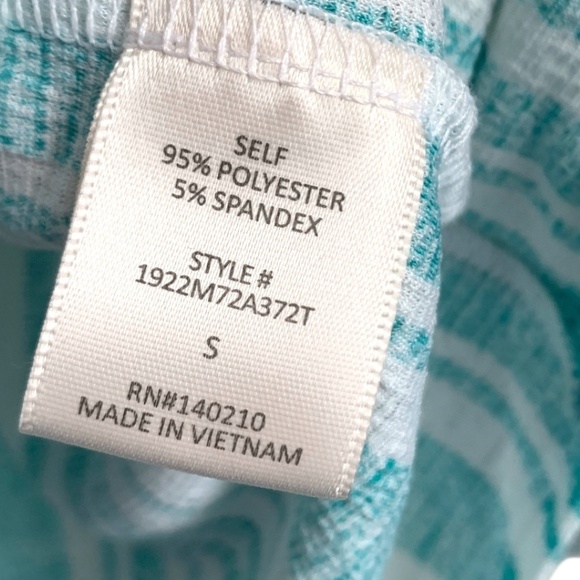 SELF
95% POLYESTER
5% SPANDEX
STYLE #
1922M72A372T
S
RN#140210
MADE IN VIETNAM